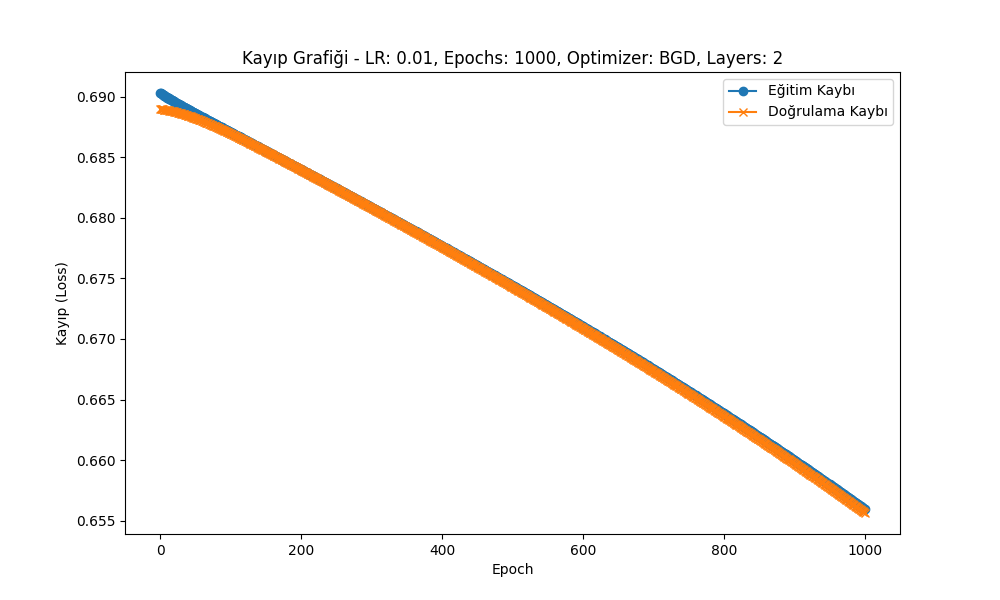 Kayıp Grafiği - LR: 0.01, Epochs: 1000, Optimizer: BGD, Layers: 2
Eğitim Kaybı
Doğrulama Kaybı
Kayıp (Loss)
0.690
0.685
0.680
0.675
0.670
0.665
0.660
0.655
0 200 400 600 800 1000
Epoch